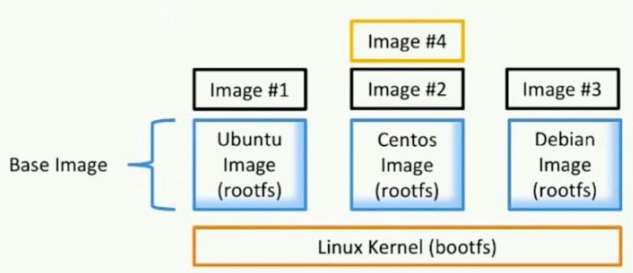 Image #4
Image #1
Image #2
Image #3
Base Image
Ubuntu
Image
(rootfs)
Centos
Image
(rootfs)
Debian
Image
(rootfs)
Linux Kernel (bootfs)